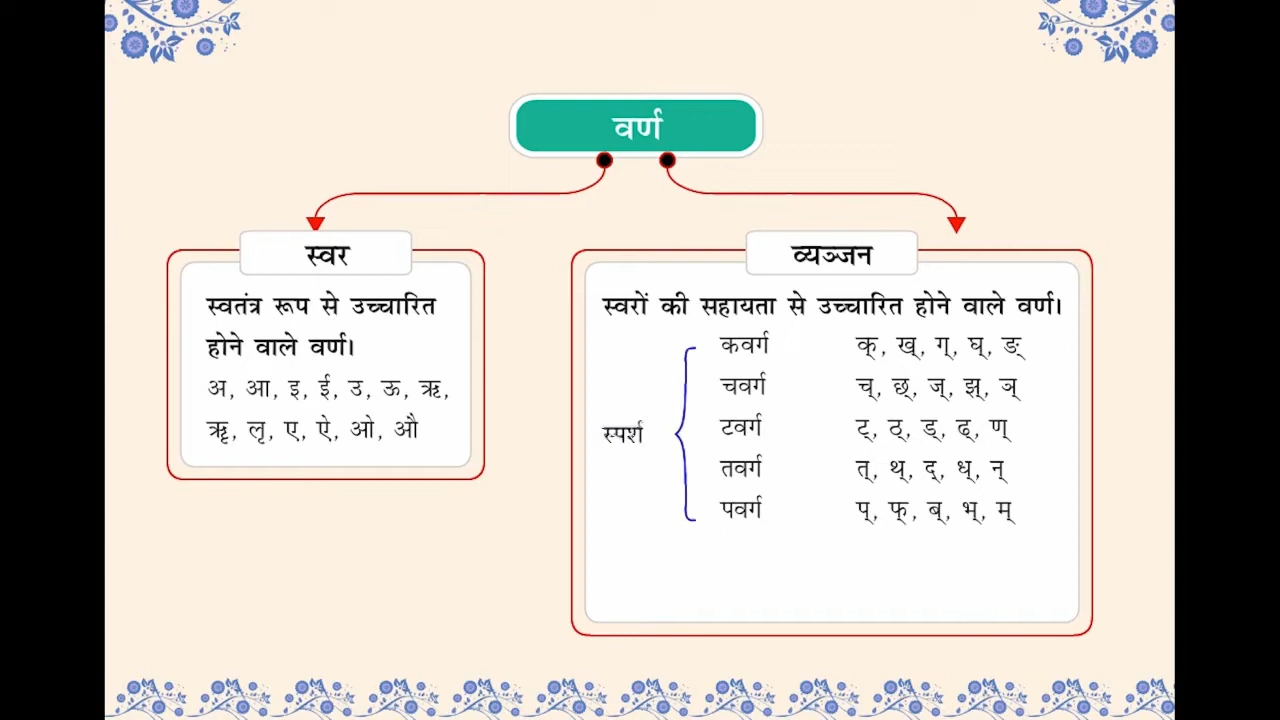 वर्ण
स्वर
स्वतंत्र रूप से उच्चारित
होने वाले वर्ण।
अ, आ, इ, ई, उ, ऊ, ऋ,
ॠ, लृ, ए, ऐ, ओ, औ
व्यञ्जन
स्वरों की सहायता से उच्चारित होने वाले वर्ण।
स्पर्श
कवर्ग क्, ख्, ग्, घ्, ङ्
चवर्ग च्, छ्, ज्, झ्, ञ्
टवर्ग ट्, ठ्, ड्, ढ्, ण्
तवर्ग त्, थ्, द्, ध्, न्
पवर्ग प्, फ्, ब्, भ्, म्